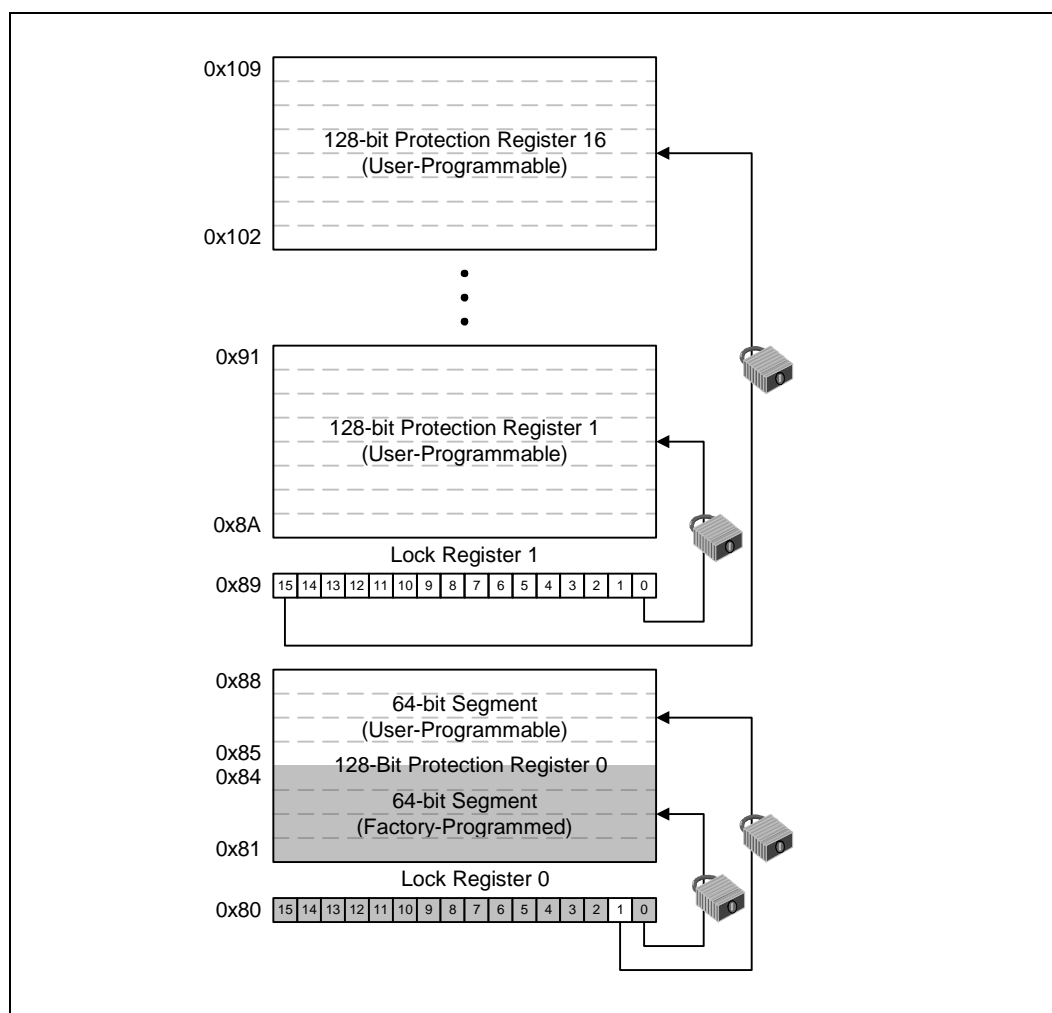 0x109
128-bit Protection Register 16
(User-Programmable)
0x102
0x91
128-bit Protection Register 1
(User-Programmable)
0x8A
Lock Register 1
0x89 15 14 13 12 11 10 9 8 7 6 5 4 3 2 1 0
0x88
64-bit Segment
(User-Programmable)
0x85
128-Bit Protection Register 0
0x84
64-bit Segment
(Factory-Programmed)
0x81
Lock Register 0
0x80 15 14 13 12 11 10 9 8 7 6 5 4 3 2 1 0